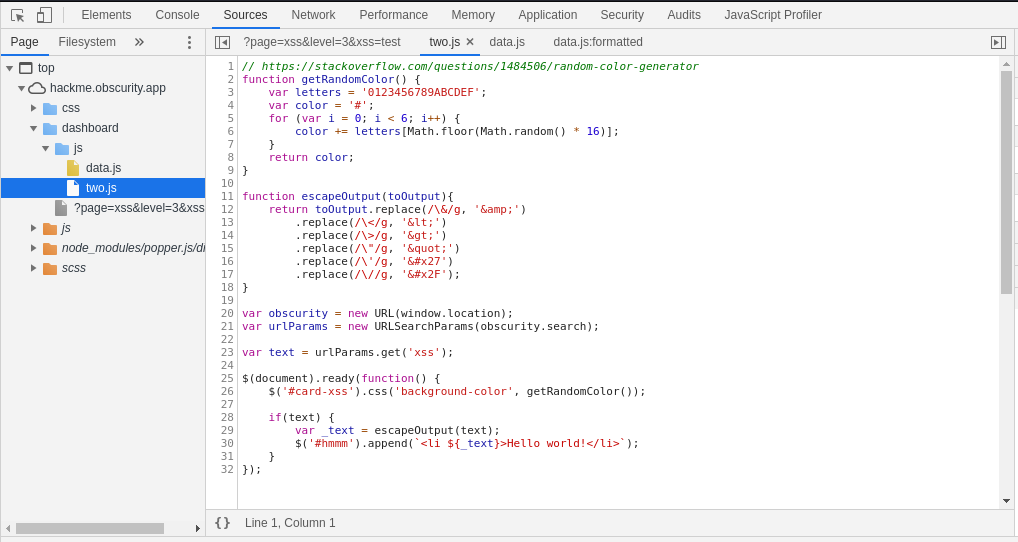 Elements Console Sources Network Performance Memory Application Security Audits JavaScript Profiler
Page Filesystem »
?page=xss&level=3&xss=test two.js × data.js data.js:formatted
top
hackme.obscurity.app
css
dashboard
js
data.js
two.js
?page=xss&level=3&xss
js
node_modules/popper.js/di
scss
1 // https://stackoverflow.com/questions/1484506/random-color-generator
2 function getRandomColor() {
3     var letters = '0123456789ABCDEF';
4     var color = '#';
5     for (var i = 0; i < 6; i++) {
6         color += letters[Math.floor(Math.random() * 16)];
7     }
8     return color;
9 }
10
11 function escapeOutput(toOutput){
12     return toOutput.replace(/\&/g, '&amp;')
13         .replace(/\</g, '&lt;')
14         .replace(/\>/g, '&gt;')
15         .replace(/\"/g, '&quot;')
16         .replace(/\'/g, '&#x27')
17         .replace(/\//g, '&#x2F');
18 }
19
20 var obscurity = new URL(window.location);
21 var urlParams = new URLSearchParams(obscurity.search);
22
23 var text = urlParams.get('xss');
24
25 $(document).ready(function() {
26     $('#card-xss').css('background-color', getRandomColor());
27
28     if(text) {
29         var _text = escapeOutput(text);
30         $('#hmmm').append(`<li ${_text}>Hello world!</li>`);
31     }
32 });
{} Line 1, Column 1